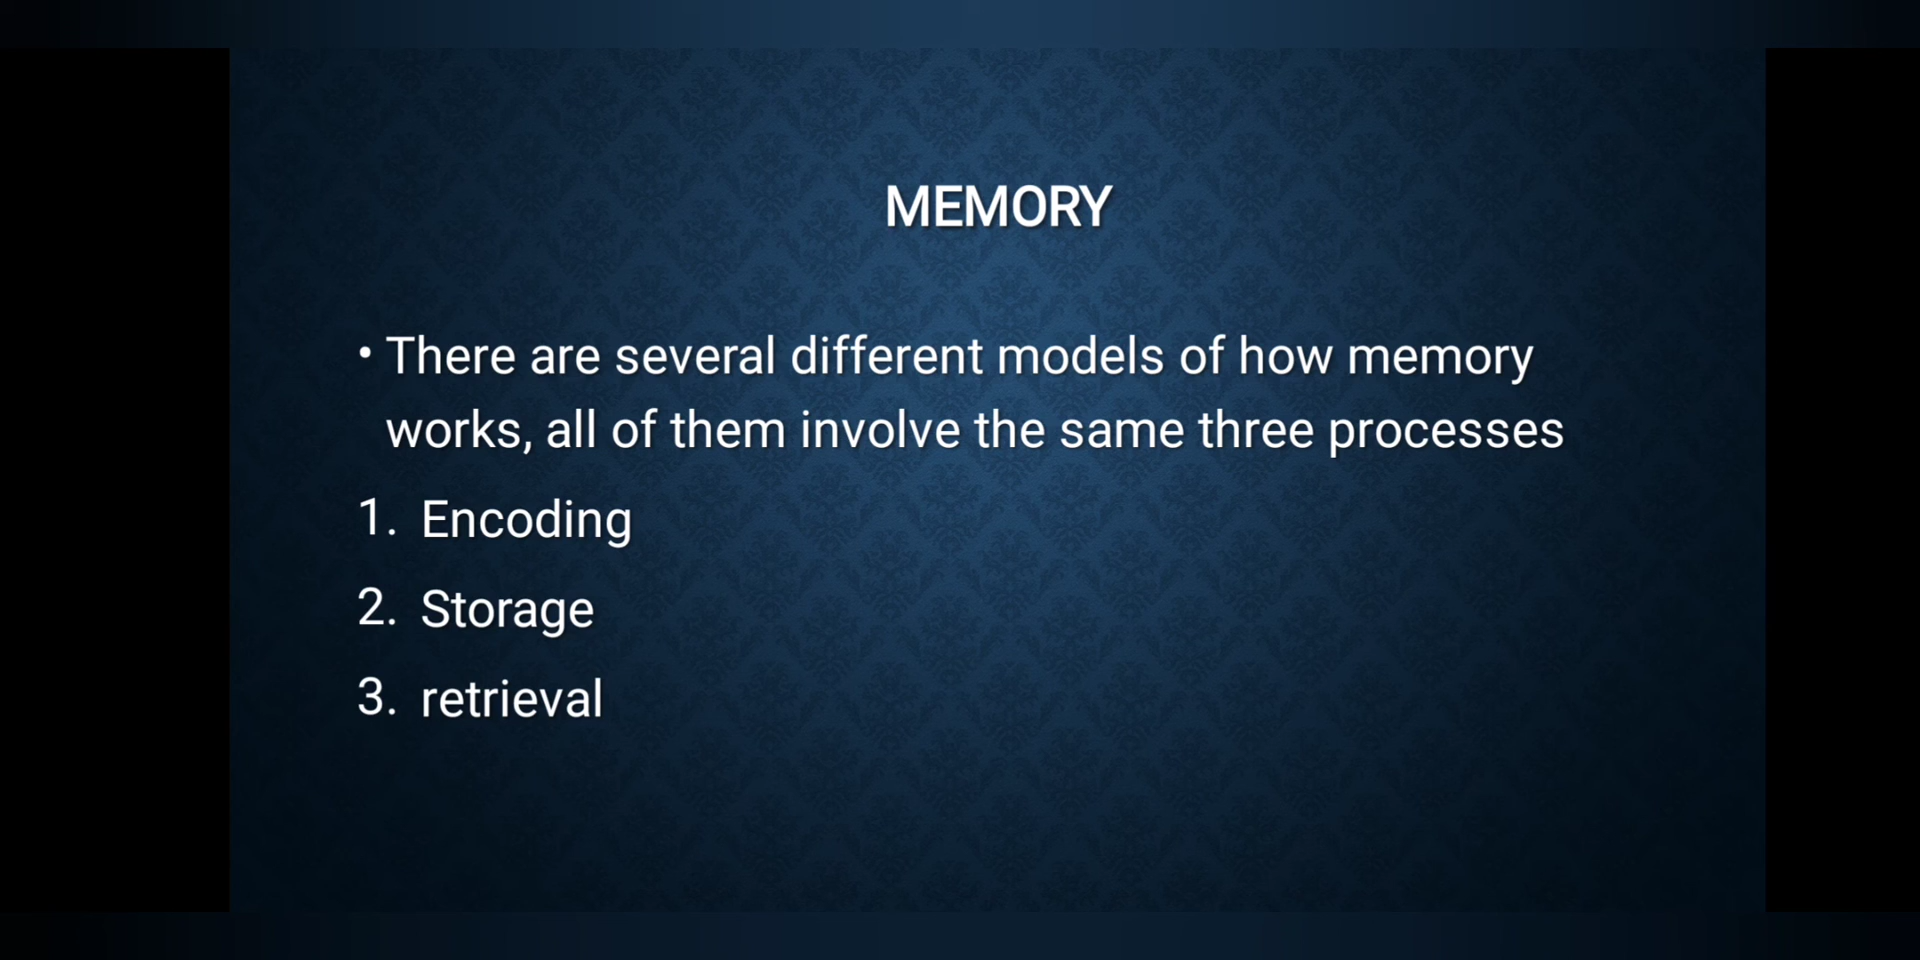 MEMORY
• There are several different models of how memory
works, all of them involve the same three processes
1. Encoding
2. Storage
3. retrieval